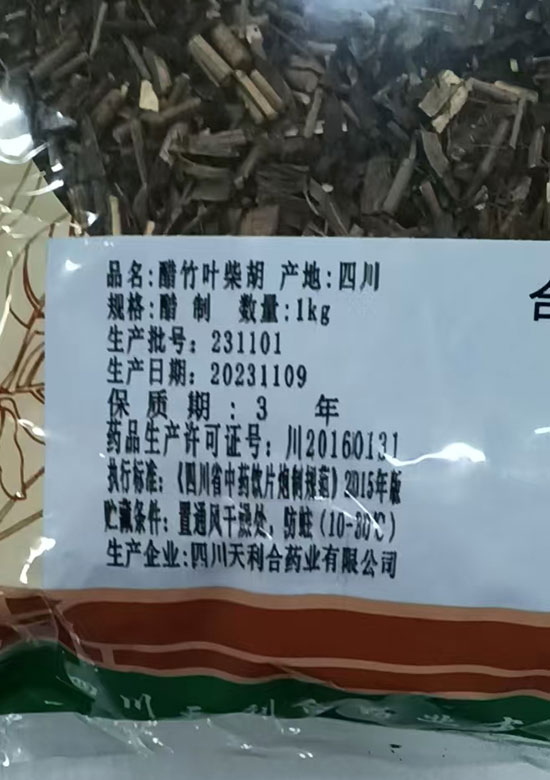 品名:醋竹叶柴胡 产地:四川
规格:醋 制 数量:1kg
生产批号: 231101
生产日期: 20231109
保 质 期 : 3 年
药品生产许可证号: 川20160131
执行标准:《四川省中药饮片炮制规范》2015年版
贮藏条件: 置通风干燥处, 防蛀(10-30℃)
生产企业:四川天利合药业有限公司
合